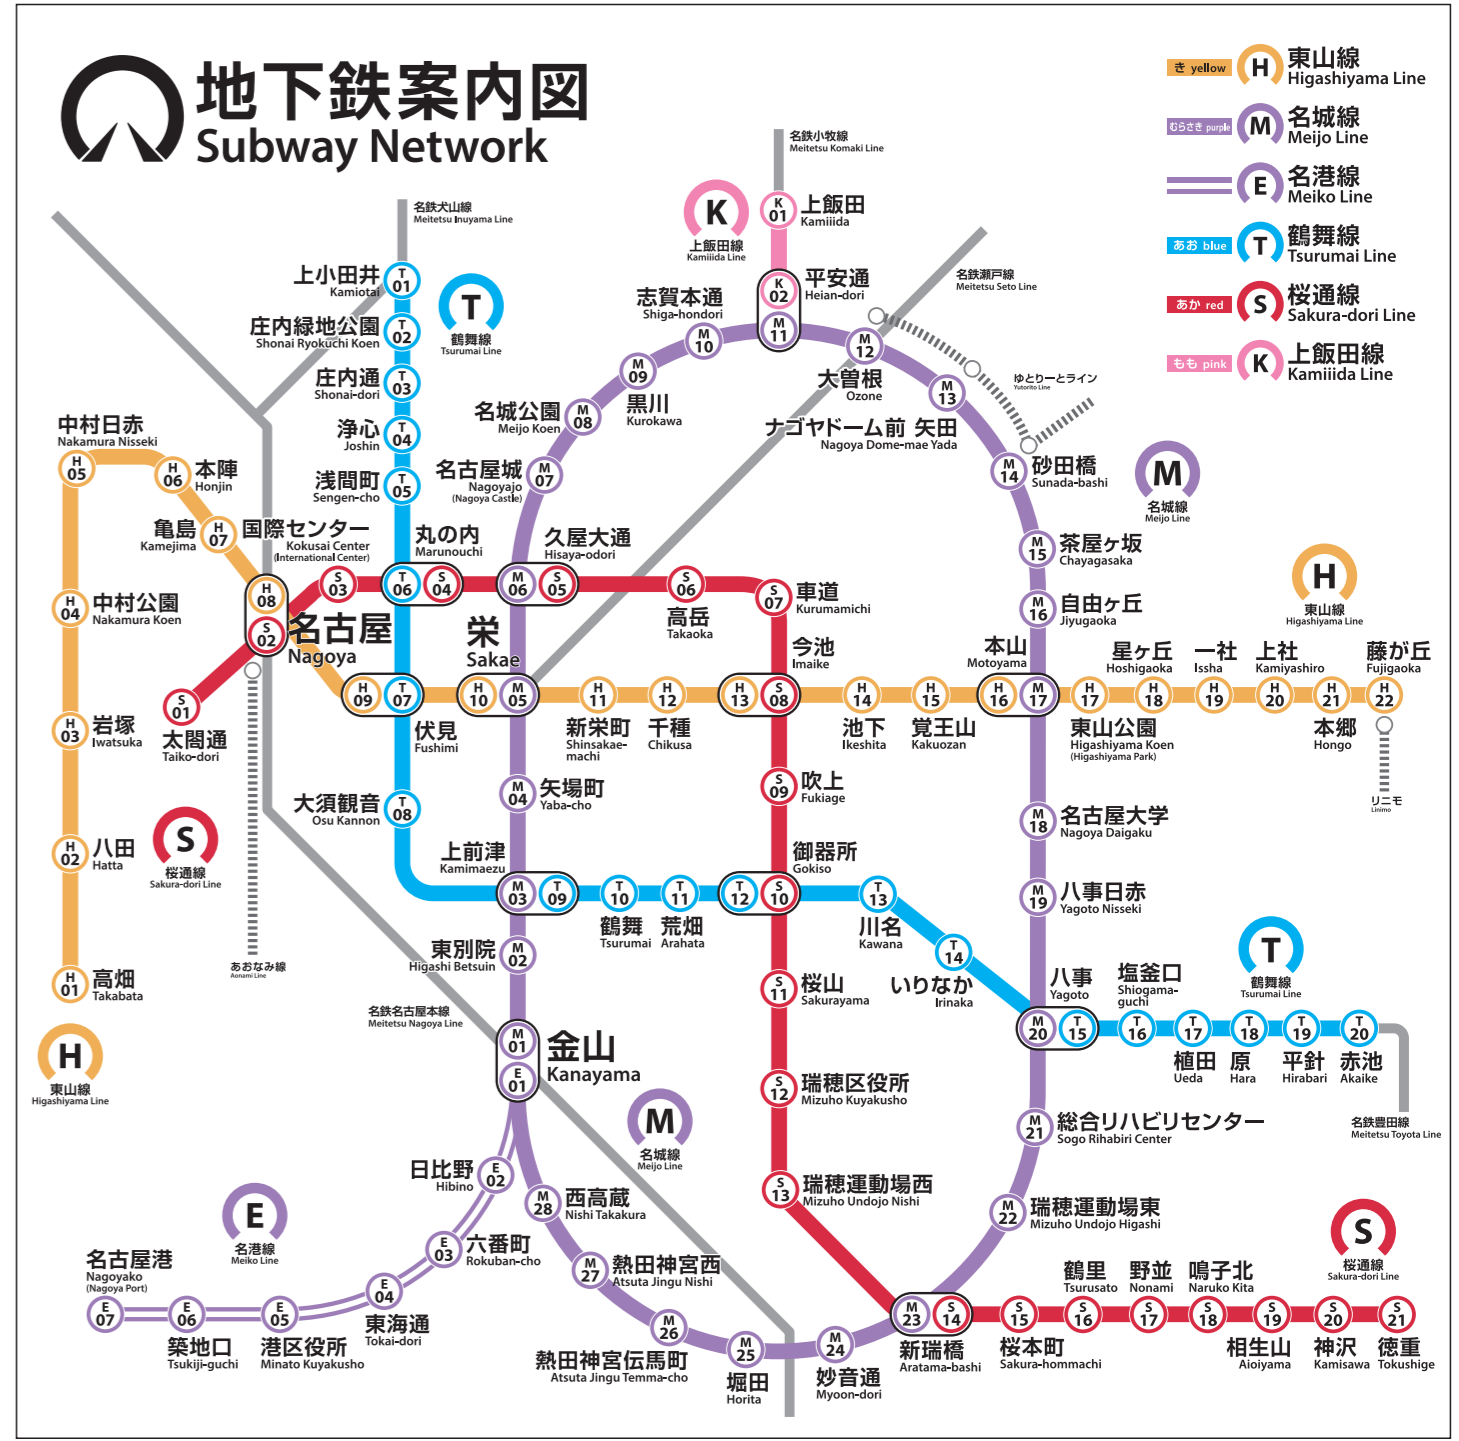 地下鉄案内図
Subway Network
き yellow
H
東山線
Higashiyama Line
むらさき purple
M
名城線
Meijo Line
E
名港線
Meiko Line
あお blue
T
鶴舞線
Tsurumai Line
あか red
S
桜通線
Sakura-dori Line
もも pink
K
上飯田線
Kamiiida Line
名鉄小牧線
Meitetsu Komaki Line
名鉄犬山線
Meitetsu Inuyama Line
K
上飯田線
Kamiiida Line
K 01
上飯田
Kamiiida
K 02
M 11
平安通
Heian-dori
名鉄瀬戸線
Meitetsu Seto Line
ゆとりーとライン
Yutorito Line
T
鶴舞線
Tsurumai Line
T 01
上小田井
Kamiotai
T 02
庄内緑地公園
Shonai Ryokuchi Koen
T 03
庄内通
Shonai-dori
T 04
浄心
Joshin
T 05
浅間町
Sengen-cho
志賀本通
Shiga-hondori
M 10
M 09
黒川
Kurokawa
名城公園
Meijo Koen
M 08
名古屋城
Nagoyajo
(Nagoya Castle)
M 07
M 12
大曽根
Ozone
M 13
ナゴヤドーム前 矢田
Nagoya Dome-mae Yada
M 14
砂田橋
Sunada-bashi
M
名城線
Meijo Line
M 15
茶屋ヶ坂
Chayagasaka
M 16
自由ヶ丘
Jiyugaoka
中村日赤
Nakamura Nisseki
H 05
H 06
本陣
Honjin
亀島
Kamejima
H 07
国際センター
Kokusai Center
(International Center)
S 03
丸の内
Marunouchi
T 06
S 04
久屋大通
Hisaya-odori
M 06
S 05
S 06
高岳
Takaoka
S 07
車道
Kurumamichi
H 04
中村公園
Nakamura Koen
H 08
S 02
名古屋
Nagoya
栄
Sakae
今池
Imaike
本山
Motoyama
星ヶ丘
Hoshigaoka
一社
Issha
上社
Kamiyashiro
藤が丘
Fujigaoka
H
東山線
Higashiyama Line
S 01
太閤通
Taiko-dori
H 09
T 07
伏見
Fushimi
H 10
M 05
H 11
新栄町
Shinsakae-
machi
H 12
千種
Chikusa
H 13
S 08
H 14
池下
Ikeshita
H 15
覚王山
Kakuozan
H 16
M 17
H 17
東山公園
Higashiyama Koen
(Higashiyama Park)
H 18
H 19
H 20
H 21
本郷
Hongo
H 22
リニモ
Linimo
H 03
岩塚
Iwatsuka
H 02
八田
Hatta
H 01
高畑
Takabata
H
東山線
Higashiyama Line
S
桜通線
Sakura-dori Line
あおなみ線
Aonami Line
大須観音
Osu Kannon
T 08
M 04
矢場町
Yaba-cho
S 09
吹上
Fukiage
M 18
名古屋大学
Nagoya Daigaku
上前津
Kamimaezu
M 03
T 09
T 10
鶴舞
Tsurumai
T 11
荒畑
Arahata
御器所
Gokiso
T 12
S 10
T 13
川名
Kawana
M 19
八事日赤
Yagoto Nisseki
東別院
Higashi Betsuin
M 02
T 14
いりなか
Irinaka
S 11
桜山
Sakurayama
八事
Yagoto
M 20
T 15
塩釜口
Shiogama-
guchi
T 16
T 17
植田
Ueda
T 18
原
Hara
T 19
平針
Hirabari
T 20
赤池
Akaike
T
鶴舞線
Tsurumai Line
名鉄名古屋本線
Meitetsu Nagoya Line
名鉄豊田線
Meitetsu Toyota Line
M 01
E 01
金山
Kanayama
M
名城線
Meijo Line
S 12
瑞穂区役所
Mizuho Kuyakusho
M 21
総合リハビリセンター
Sogo Rihabiri Center
日比野
Hibino
E 02
M 28
西高蔵
Nishi Takakura
S 13
瑞穂運動場西
Mizuho Undojo Nishi
M 22
瑞穂運動場東
Mizuho Undojo Higashi
E
名港線
Meiko Line
E 03
六番町
Rokuban-cho
M 27
熱田神宮西
Atsuta Jingu Nishi
S
桜通線
Sakura-dori Line
名古屋港
Nagoyako
(Nagoya Port)
E 07
E 06
築地口
Tsukiji-guchi
E 05
港区役所
Minato Kuyakusho
E 04
東海通
Tokai-dori
M 26
熱田神宮伝馬町
Atsuta Jingu Temma-cho
M 25
堀田
Horita
M 24
妙音通
Myoon-dori
M 23
S 14
新瑞橋
Aratama-bashi
S 15
桜本町
Sakura-hommachi
鶴里
Tsurusato
S 16
野並
Nonami
S 17
鳴子北
Naruko Kita
S 18
S 19
相生山
Aioiyama
S 20
神沢
Kamisawa
S 21
徳重
Tokushige